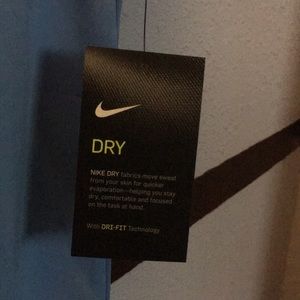 DRY
NIKE DRY fabrics move sweat
from your skin for quicker
evaporation—helping you stay
dry, comfortable and focused
on the task at hand.
With DRI-FIT Technology